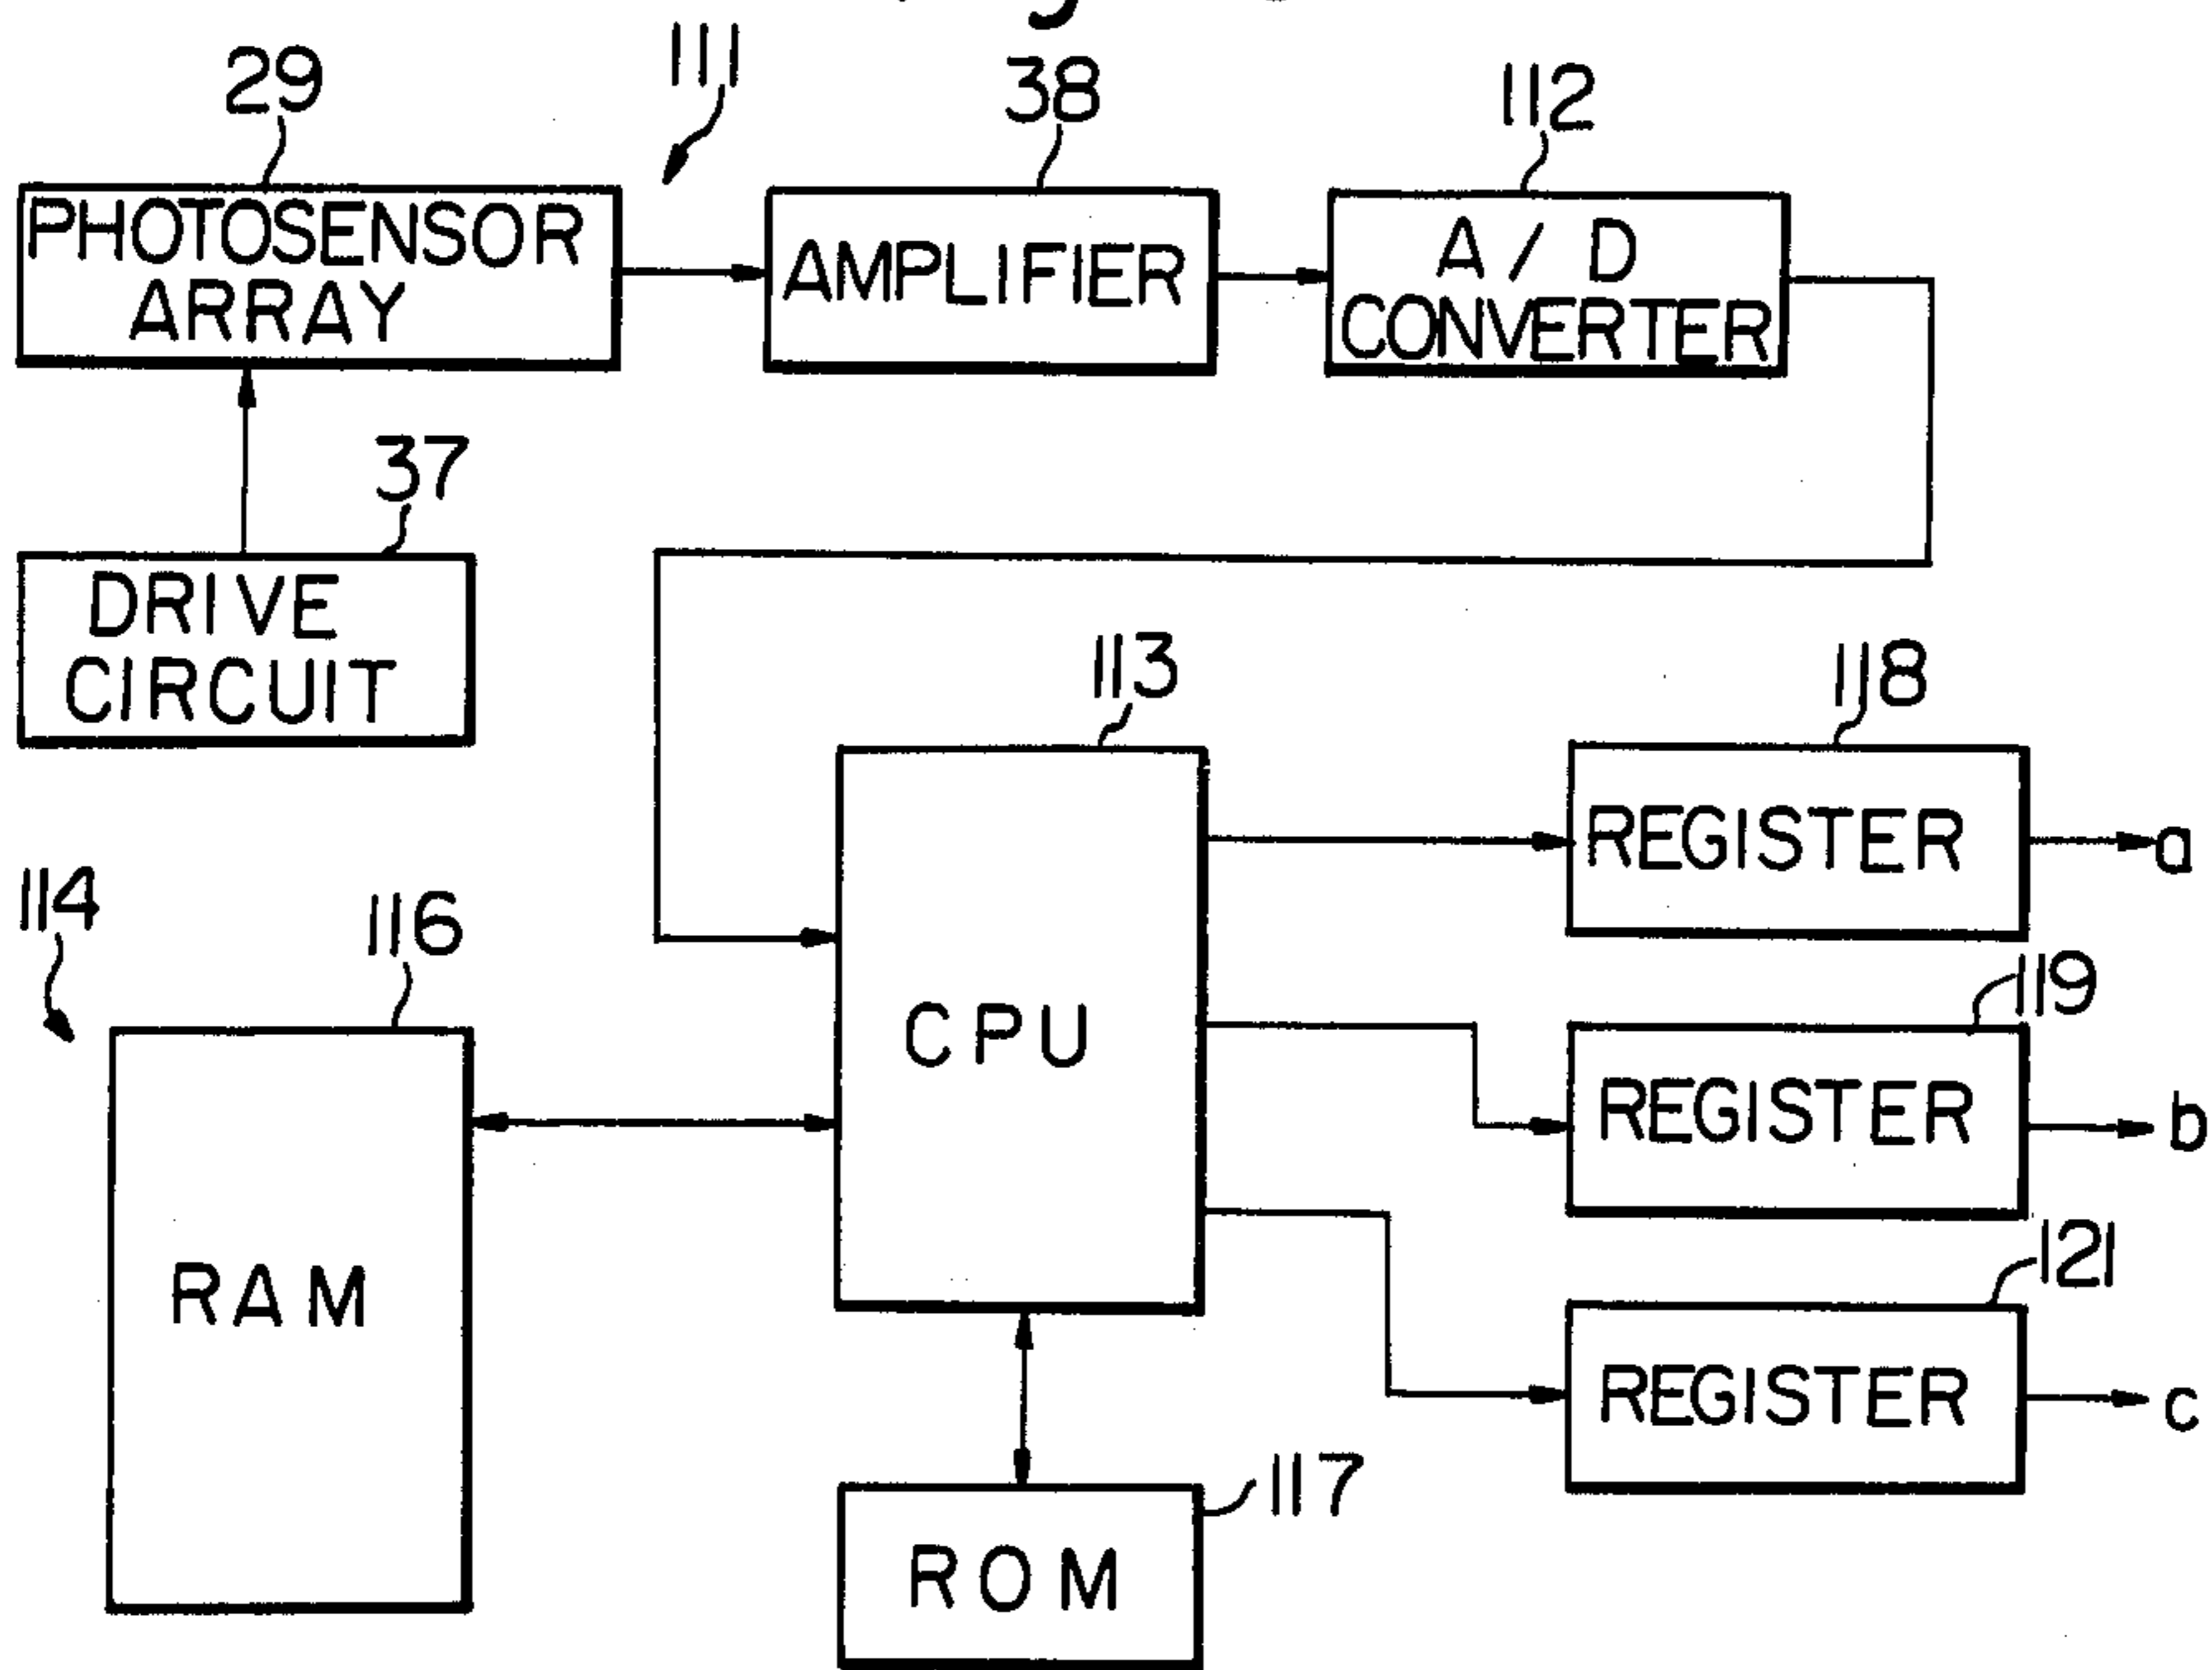 111
29
38
112
PHOTOSENSOR
ARRAY
AMPLIFIER
A / D
CONVERTER
37
DRIVE
CIRCUIT
113
118
REGISTER
a
114
116
119
CPU
REGISTER
b
RAM
121
REGISTER
c
117
ROM